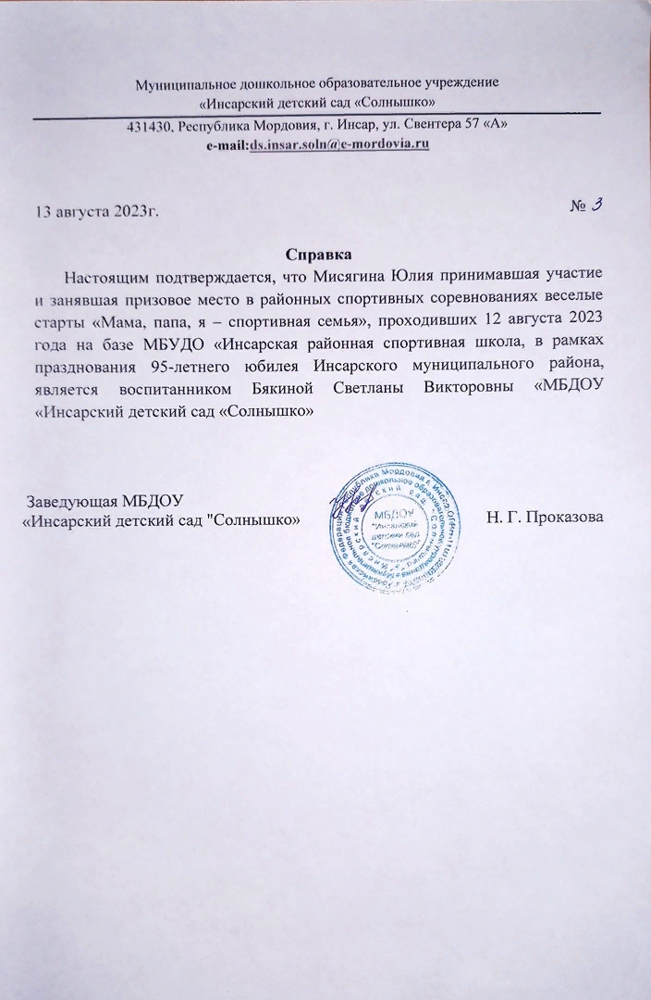 Муниципальное дошкольное образовательное учреждение
«Инсарский детский сад «Солнышко»
431430, Республика Мордовия, г. Инсар, ул. Свентера 57 «А»
e-mail:ds.insar.soln@e-mordovia.ru
13 августа 2023г.
№ 3
Справка
Настоящим подтверждается, что Мисягина Юлия принимавшая участие
и занявшая призовое место в районных спортивных соревнованиях веселые
старты «Мама, папа, я – спортивная семья», проходивших 12 августа 2023
года на базе МБУДО «Инсарская районная спортивная школа, в рамках
празднования 95-летнего юбилея Инсарского муниципального района,
является воспитанником Бякиной Светланы Викторовны «МБДОУ
«Инсарский детский сад «Солнышко»
Заведующая МБДОУ
«Инсарский детский сад "Солнышко»
Н. Г. Проказова
МБДОУ
"Инсарский
детский сад
"Солнышко"